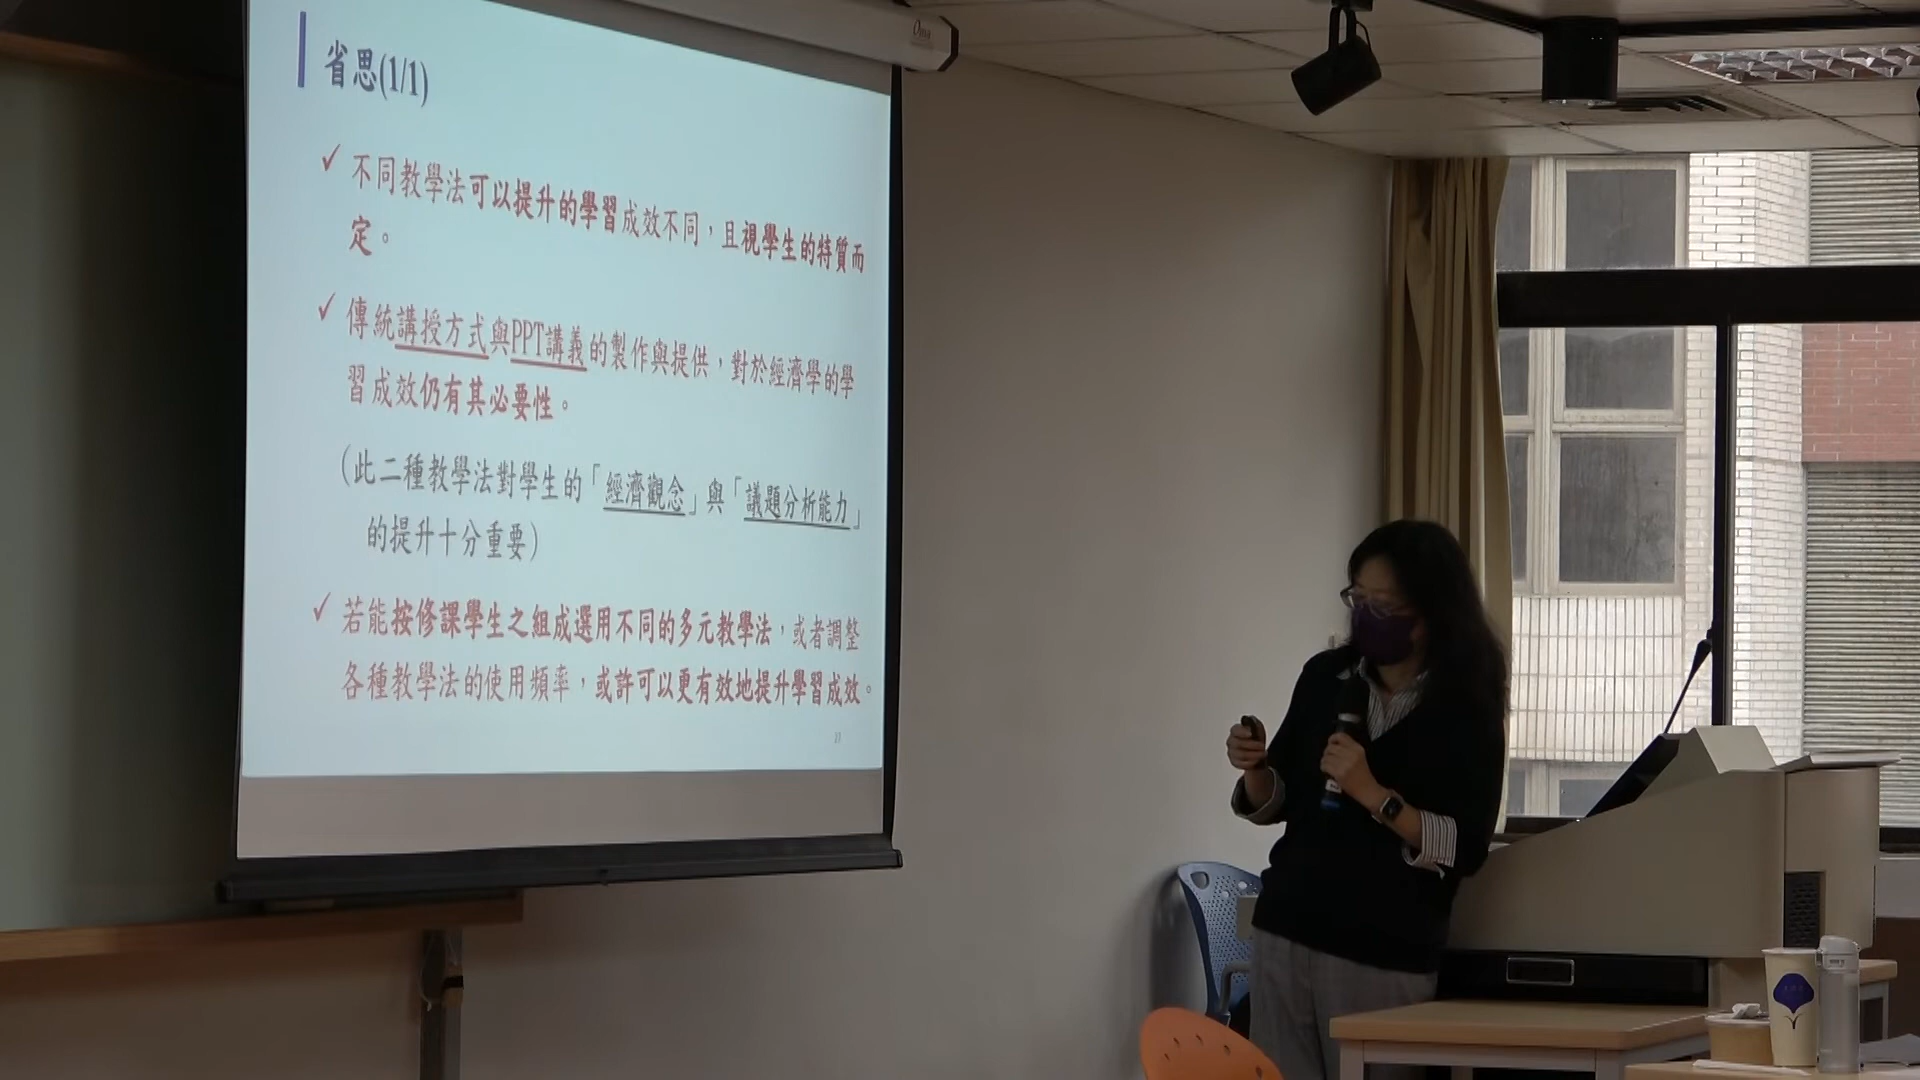 省思(1/1)
✓ 不同教學法可以提升的學習成效不同，且視學生的特質而
定。
✓ 傳統講授方式與PPT講義的製作與提供，對於經濟學的學
習成效仍有其必要性。
（此二種教學法對學生的「經濟觀念」與「議題分析能力」
的提升十分重要）
✓ 若能按修課學生之組成選用不同的多元教學法，或者調整
各種教學法的使用頻率，或許可以更有效地提升學習成效。